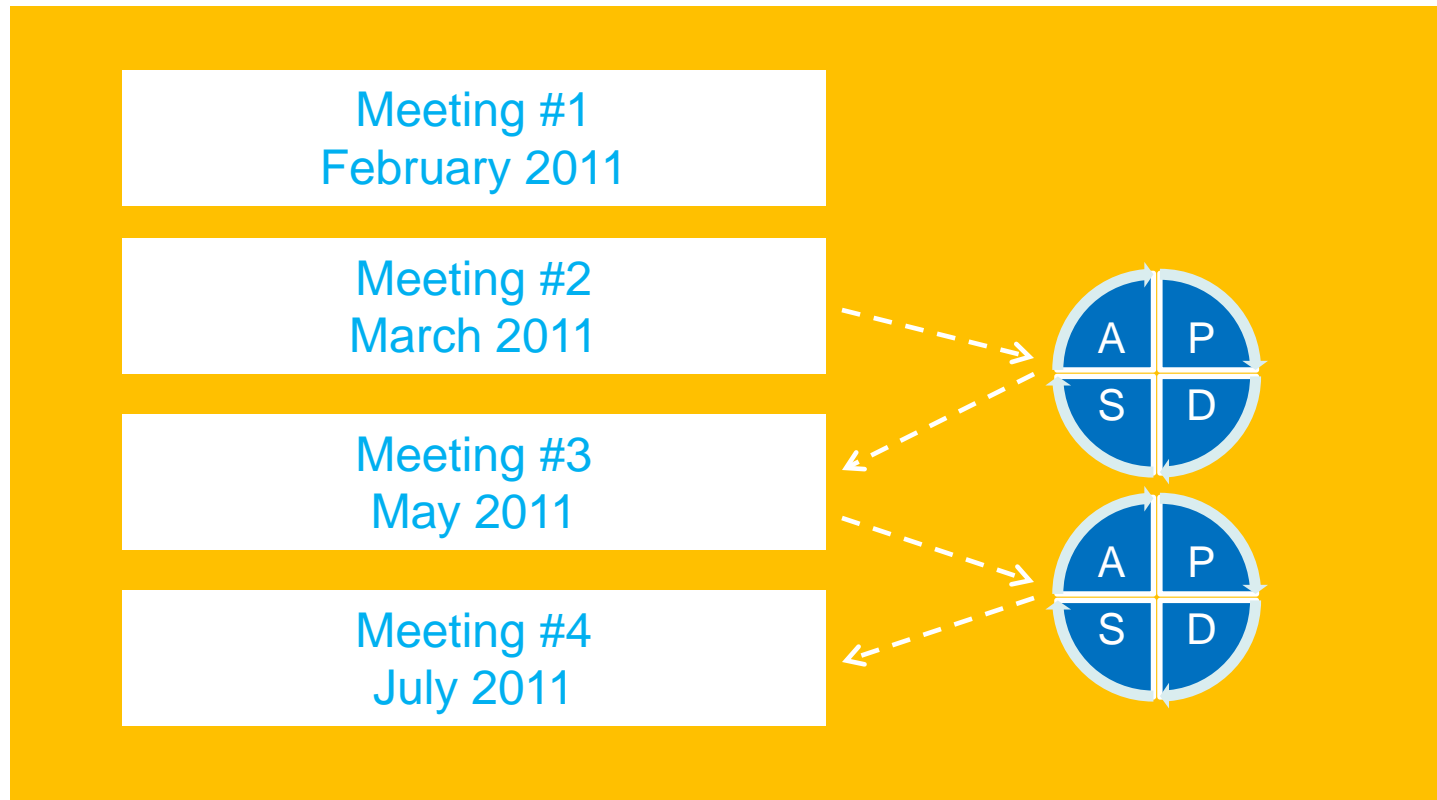 Meeting #1
February 2011
Meeting #2
March 2011
A P
S D
Meeting #3
May 2011
A P
S D
Meeting #4
July 2011